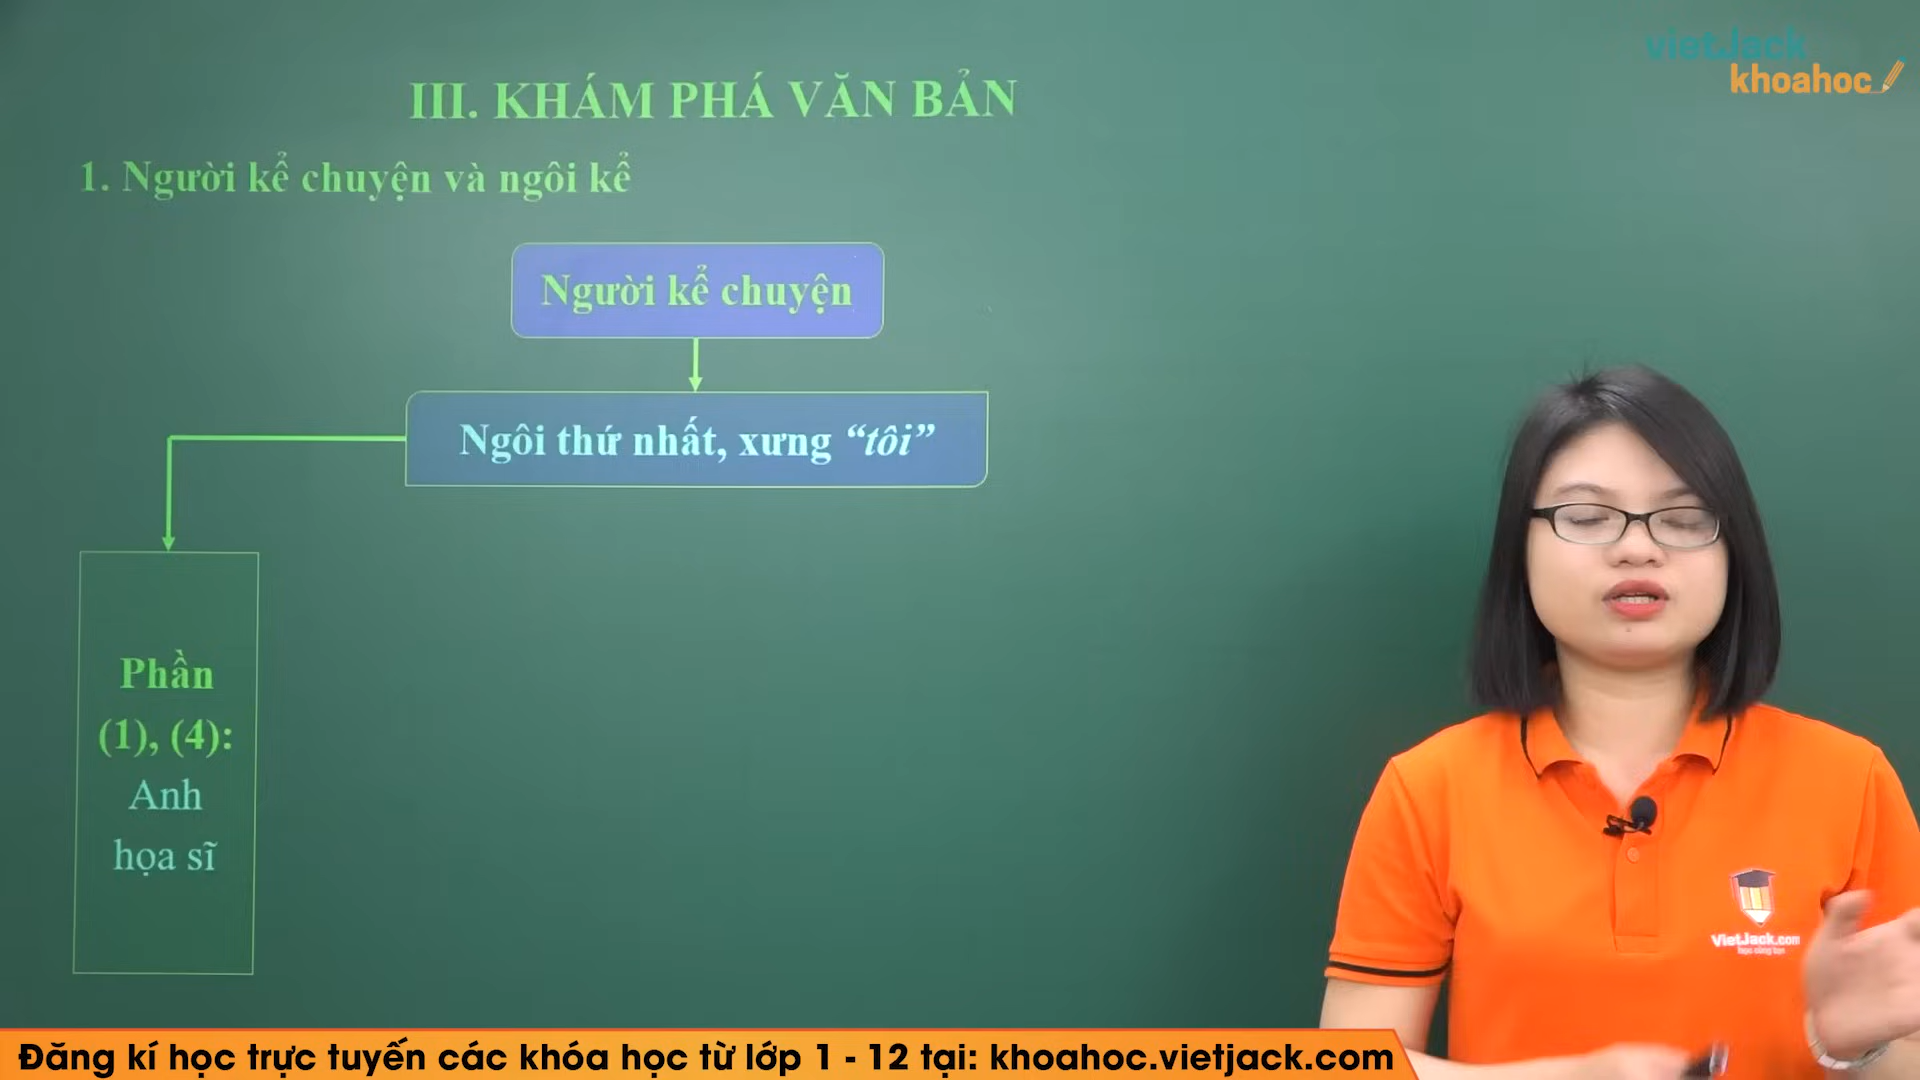 vietJack
khoahoc
III. KHÁM PHÁ VĂN BẢN
1. Người kể chuyện và ngôi kể
Người kể chuyện
Ngôi thứ nhất, xưng “tôi”
Phần
(1), (4):
Anh
họa sĩ
VietJack.com
Đăng kí học trực tuyến các khóa học từ lớp 1 - 12 tại: khoahoc.vietjack.com